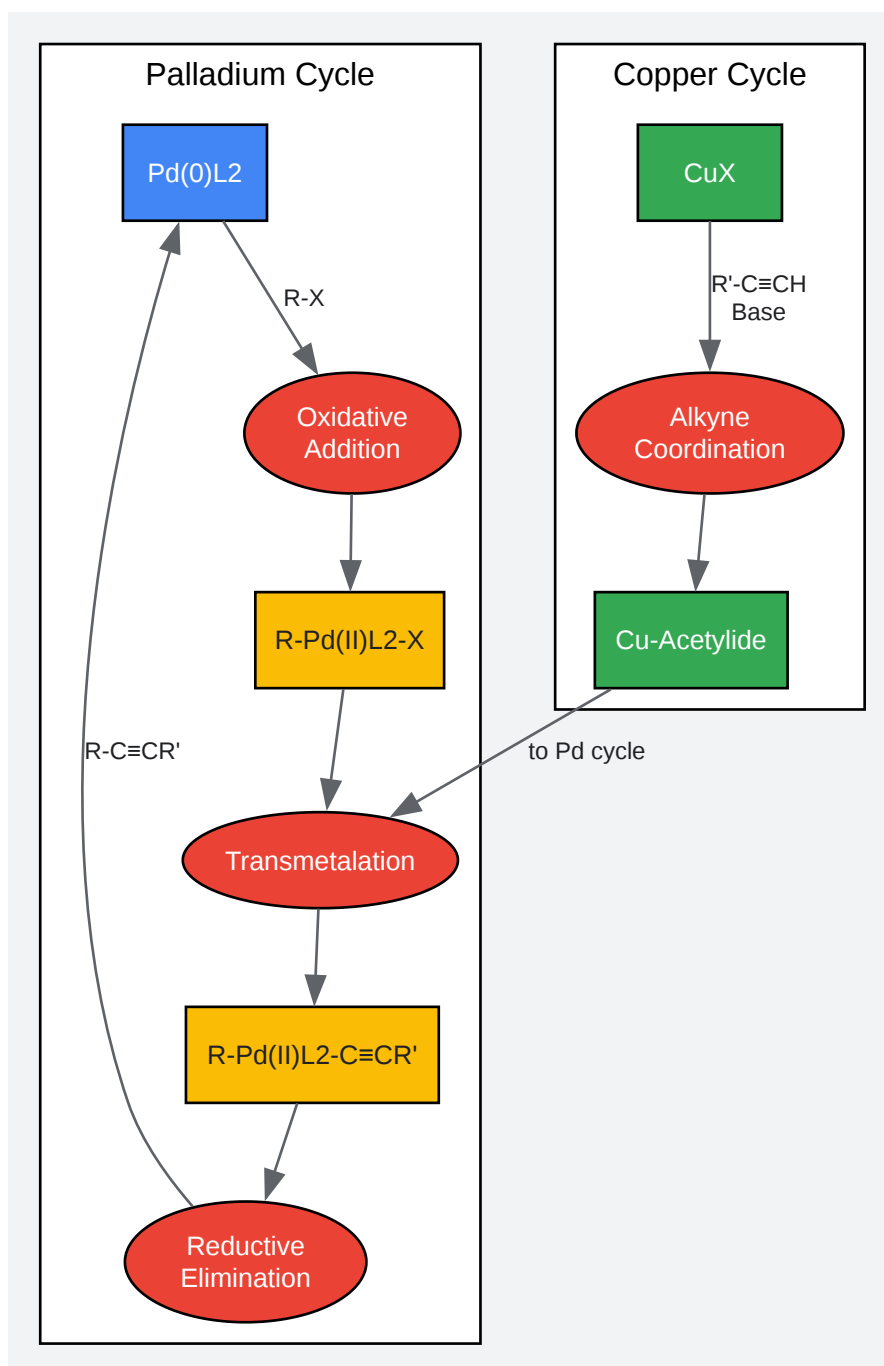 Palladium Cycle
Pd(0)L2
R-X
Oxidative
Addition
R-Pd(II)L2-X
R-C≡CR'
Transmetalation
R-Pd(II)L2-C≡CR'
Reductive
Elimination
Copper Cycle
CuX
R'-C≡CH
Base
Alkyne
Coordination
Cu-Acetylide
to Pd cycle